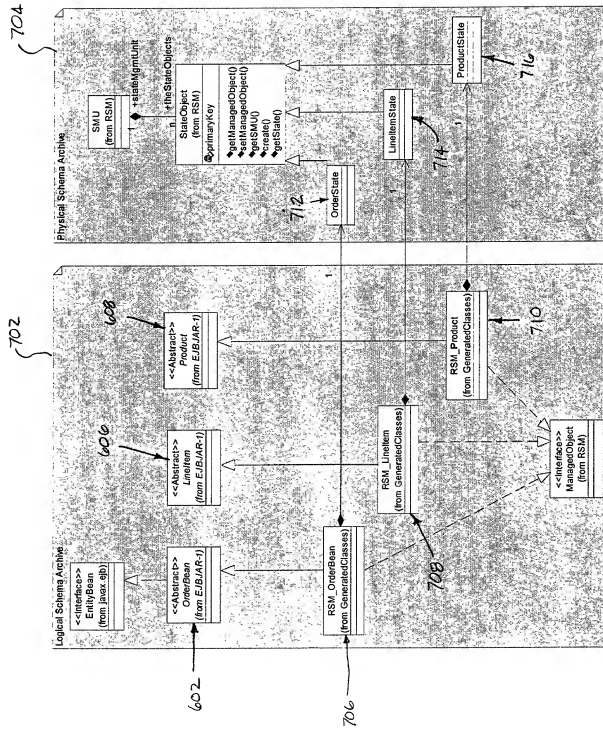 702
Logical Schema Archive
<<Interface>>
EntityBean
(from javax.ejb)
<<Abstract>>
OrderBean
(from EJBJAR-1)
602
<<Abstract>>
LineItem
(from EJBJAR-1)
606
<<Abstract>>
Product
(from EJBJAR-1)
608
RSM_OrderBean
(from GeneratedClasses)
706
RSM_LineItem
(from GeneratedClasses)
708
RSM_Product
(from GeneratedClasses)
710
<<Interface>>
ManagedObject
(from RSM)
704
Physical Schema Archive
SMU
(from RSM)
1
+stateMgmtUnit
n
+theStateObjects
StateObject
(from RSM)
primaryKey
getManagedObject()
setManagedObject()
getSMU()
create()
getState()
712
OrderState
1
LineItemState
714
1
ProductState
716
1